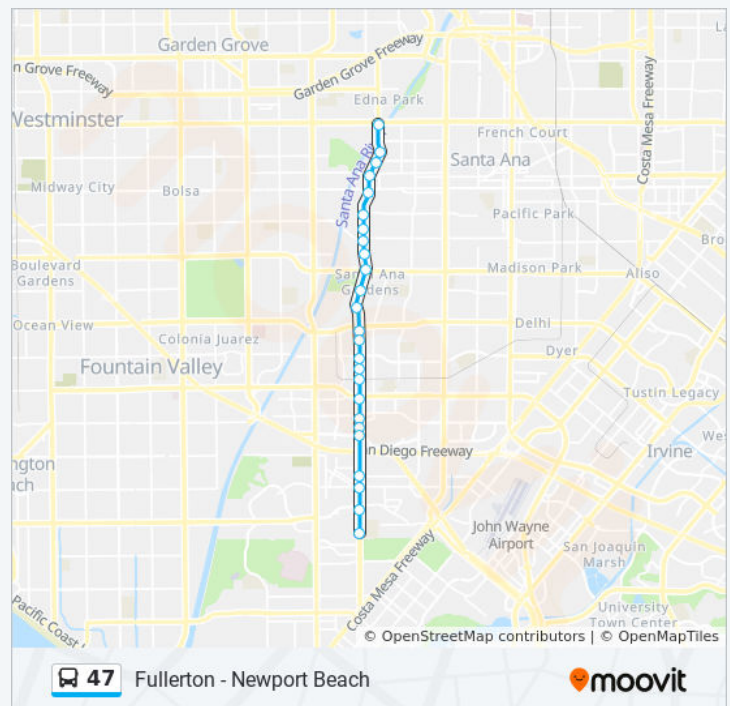 Garden Grove
Garden Grove Freeway
n Grove Freeway
Edna Park
Costa Mesa Freeway
Westminster
French Court
Santa Ana
Santa Ana Ri
Midway City
Bolsa
Pacific Park
Bro
Boulevard
Gardens
Santa Ana
Gardens
Madison Park
Aliso
Ocean View
Colonia Juarez
Delhi
Dyer
Fountain Valley
Tustin Legacy
Irvine
ngton
ach
n Diego Freeway
John Wayne
Airport
San Joaquin
Marsh
Costa Mesa Freeway
University
Town Center
Pacific Coast
© OpenStreetMap contributors | © OpenMapTiles
47 Fullerton - Newport Beach
moovit